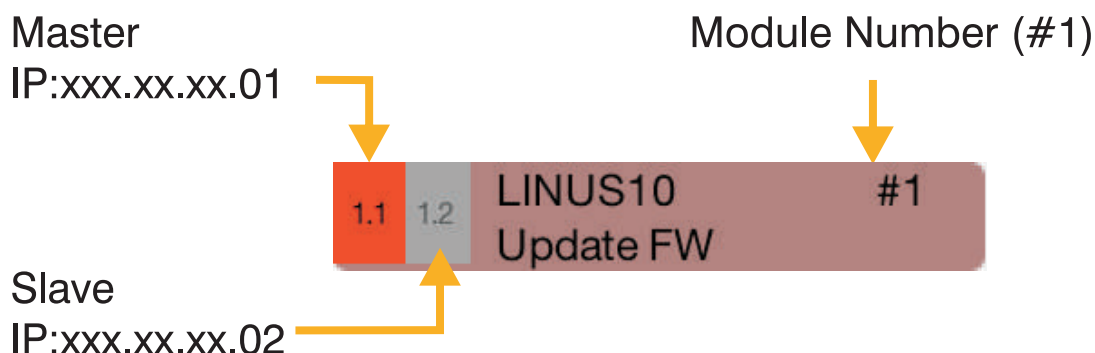 Master
IP:xxx.xx.xx.01
Module Number (#1)
1.1 1.2 LINUS10 #1
Update FW
Slave
IP:xxx.xx.xx.02